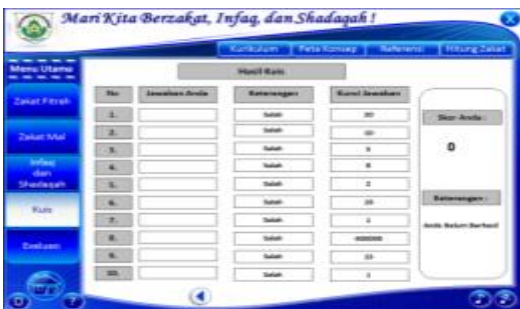 Mari Kita Berzakat, Infaq, dan Shadaqah !
Kurikulum Peta Konsep Referensi Hitung Zakat
Menu Utama
Hasil Kuis
No Jawaban Anda Keterangan Kunci Jawaban
1. Salah 20
2. Salah
3. Salah
4. Salah
5. Salah 2
6. Salah
7. Salah 1
8. Salah
9. Salah
10. Salah
Zakat Fitrah
Zakat Mal
Infaq
dan
Shadaqah
Kuis
Evaluasi
Skor Anda :
0
Keterangan :
Anda Belum Berhasil
?